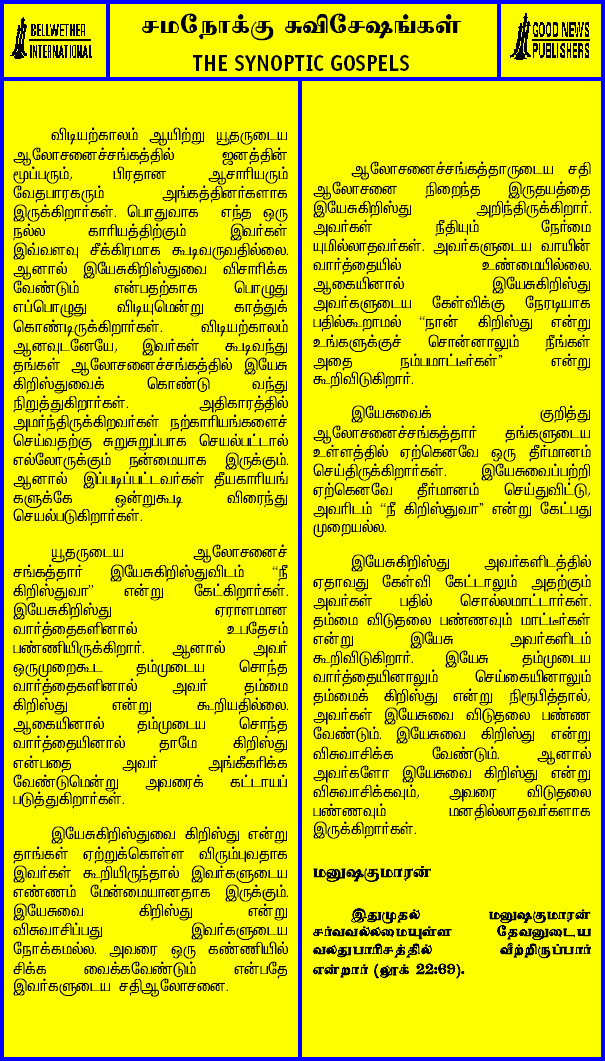 BELLWETHER
INTERNATIONAL
சமநோக்கு சுவிசேஷங்கள்
THE SYNOPTIC GOSPELS
GOOD NEWS
PUBLISHERS
விடியற்காலம் ஆயிற்று யூதருடைய
ஆலோசனைச்சங்கத்தில் ஜனத்தின்
மூப்பரும், பிரதான ஆசாரியரும்
வேதபாரகரும் அங்கத்தினர்களாக
இருக்கிறார்கள். பொதுவாக எந்த ஒரு
நல்ல காரியத்திற்கும் இவர்கள்
இவ்வளவு சீக்கிரமாக கூடிவருவதில்லை.
ஆனால் இயேசுகிறிஸ்துவை விசாரிக்க
வேண்டும் என்பதற்காக பொழுது
எப்பொழுது விடியுமென்று காத்துக்
கொண்டிருக்கிறார்கள். விடியற்காலம்
ஆனவுடனேயே, இவர்கள் கூடிவந்து
தங்கள் ஆலோசனைச்சங்கத்தில் இயேசு
கிறிஸ்துவைக் கொண்டு வந்து
நிறுத்துகிறார்கள். அதிகாரத்தில்
அமர்ந்திருக்கிறவர்கள் நற்காரியங்களைச்
செய்வதற்கு சுறுசுறுப்பாக செயல்பட்டால்
எல்லோருக்கும் நன்மையாக இருக்கும்.
ஆனால் இப்படிப்பட்டவர்கள் தீயகாரியங்
களுக்கே ஒன்றுகூடி விரைந்து
செயல்படுகிறார்கள்.
யூதருடைய ஆலோசனைச்
சங்கத்தார் இயேசுகிறிஸ்துவிடம் “நீ
கிறிஸ்துவா” என்று கேட்கிறார்கள்.
இயேசுகிறிஸ்து ஏராளமான
வார்த்தைகளினால் உபதேசம்
பண்ணியிருக்கிறார். ஆனால் அவர்
ஒருமுறைகூட தம்முடைய சொந்த
வார்த்தைகளினால் அவர் தம்மை
கிறிஸ்து என்று கூறியதில்லை.
ஆகையினால் தம்முடைய சொந்த
வார்த்தையினால் தாமே கிறிஸ்து
என்பதை அவர் அங்கீகரிக்க
வேண்டுமென்று அவரைக் கட்டாயப்
படுத்துகிறார்கள்.
இயேசுகிறிஸ்துவை கிறிஸ்து என்று
தாங்கள் ஏற்றுக்கொள்ள விரும்புவதாக
இவர்கள் கூறியிருந்தால் இவர்களுடைய
எண்ணம் மேன்மையானதாக இருக்கும்.
இயேசுவை கிறிஸ்து என்று
விசுவாசிப்பது இவர்களுடைய
நோக்கமல்ல. அவரை ஒரு கண்ணியில்
சிக்க வைக்கவேண்டும் என்பதே
இவர்களுடைய சதிஆலோசனை.
ஆலோசனைச்சங்கத்தாருடைய சதி
ஆலோசனை நிறைந்த இருதயத்தை
இயேசுகிறிஸ்து அறிந்திருக்கிறார்.
அவர்கள் நீதியும் நேர்மை
யுமில்லாதவர்கள். அவர்களுடைய வாயின்
வார்த்தையில் உண்மையில்லை.
ஆகையினால் இயேசுகிறிஸ்து
அவர்களுடைய கேள்விக்கு நேரடியாக
பதில்கூறாமல் “நான் கிறிஸ்து என்று
உங்களுக்குச் சொன்னாலும் நீங்கள்
அதை நம்பமாட்டீர்கள்” என்று
கூறிவிடுகிறார்.
இயேசுவைக் குறித்து
ஆலோசனைச்சங்கத்தார் தங்களுடைய
உள்ளத்தில் ஏற்கெனவே ஒரு தீர்மானம்
செய்திருக்கிறார்கள். இயேசுவைப்பற்றி
ஏற்கெனவே தீர்மானம் செய்துவிட்டு,
அவரிடம் “நீ கிறிஸ்துவா” என்று கேட்பது
முறையல்ல.
இயேசுகிறிஸ்து அவர்களிடத்தில்
ஏதாவது கேள்வி கேட்டாலும் அதற்கும்
அவர்கள் பதில் சொல்லமாட்டார்கள்.
தம்மை விடுதலை பண்ணவும் மாட்டீர்கள்
என்று இயேசு அவர்களிடம்
கூறிவிடுகிறார். இயேசு தம்முடைய
வார்த்தையினாலும் செய்கையினாலும்
தம்மைக் கிறிஸ்து என்று நிரூபித்தால்,
அவர்கள் இயேசுவை விடுதலை பண்ண
வேண்டும். இயேசுவை கிறிஸ்து என்று
விசுவாசிக்க வேண்டும். ஆனால்
அவர்களோ இயேசுவை கிறிஸ்து என்று
விசுவாசிக்கவும், அவரை விடுதலை
பண்ணவும் மனதில்லாதவர்களாக
இருக்கிறார்கள்.
மனுஷகுமாரன்
இதுமுதல் மனுஷகுமாரன்
சர்வவல்லமையுள்ள தேவனுடைய
வலதுபாரிசத்தில் வீற்றிருப்பார்
என்றார் (லூக் 22:69).